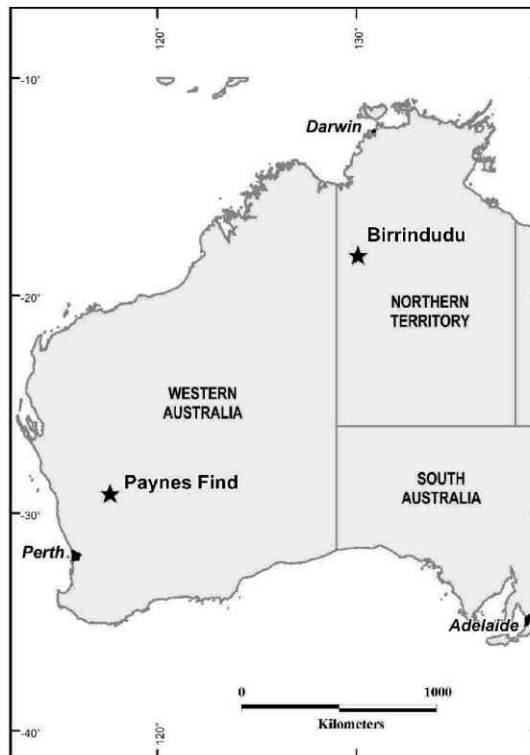 120°
130°
-10°
Darwin
Birrindudu
-20°
NORTHERN
TERRITORY
WESTERN
AUSTRALIA
Paynes Find
SOUTH
AUSTRALIA
-30°
Perth
Adelaide
0
1000
Kilometers
-40°
120°
130°